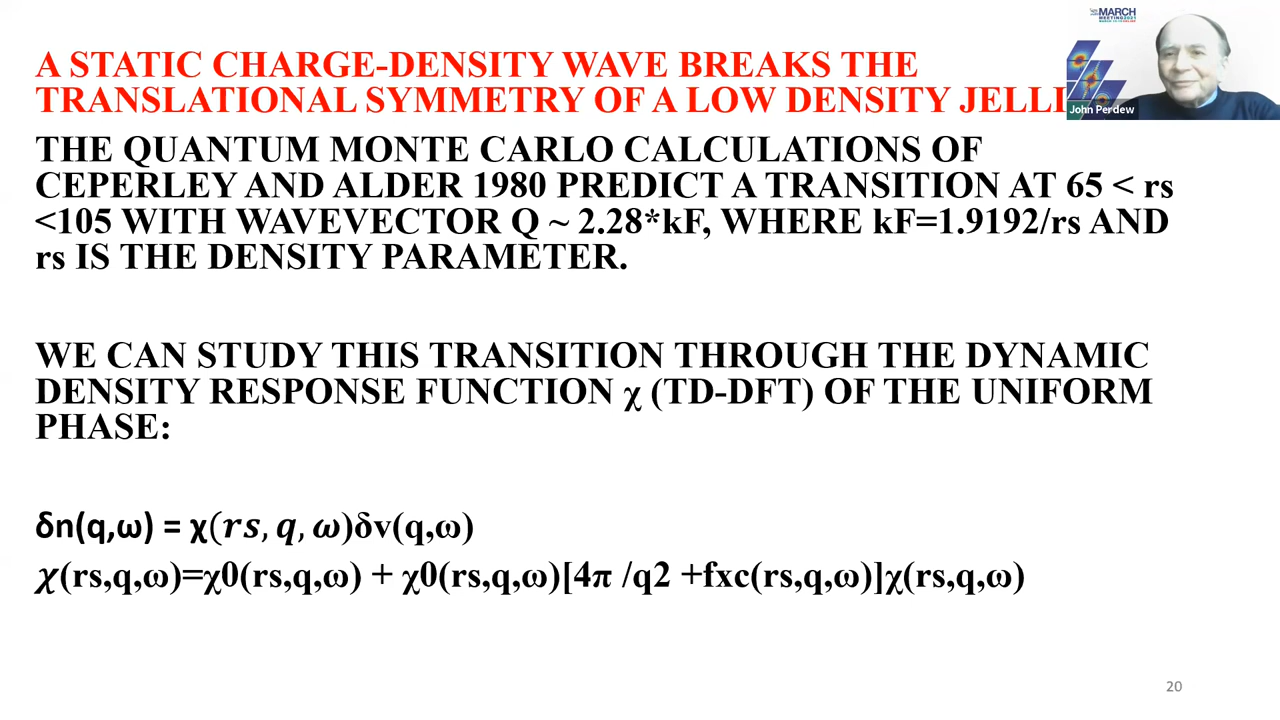 A STATIC CHARGE-DENSITY WAVE BREAKS THE
TRANSLATIONAL SYMMETRY OF A LOW DENSITY JELLI
MARCH
MEETING2021
John Perdew
THE QUANTUM MONTE CARLO CALCULATIONS OF
CEPERLEY AND ALDER 1980 PREDICT A TRANSITION AT 65 < rs
<105 WITH WAVEVECTOR Q ~ 2.28*kF, WHERE kF=1.9192/rs AND
rs IS THE DENSITY PARAMETER.
WE CAN STUDY THIS TRANSITION THROUGH THE DYNAMIC
DENSITY RESPONSE FUNCTION χ (TD-DFT) OF THE UNIFORM
PHASE:
δn(q,ω) = χ(𝒓𝒔, 𝒒, 𝝎)δv(q,ω)
𝝌(rs,q,ω)=χ0(rs,q,ω) + χ0(rs,q,ω)[4π /q2 +fxc(rs,q,ω)]χ(rs,q,ω)
20